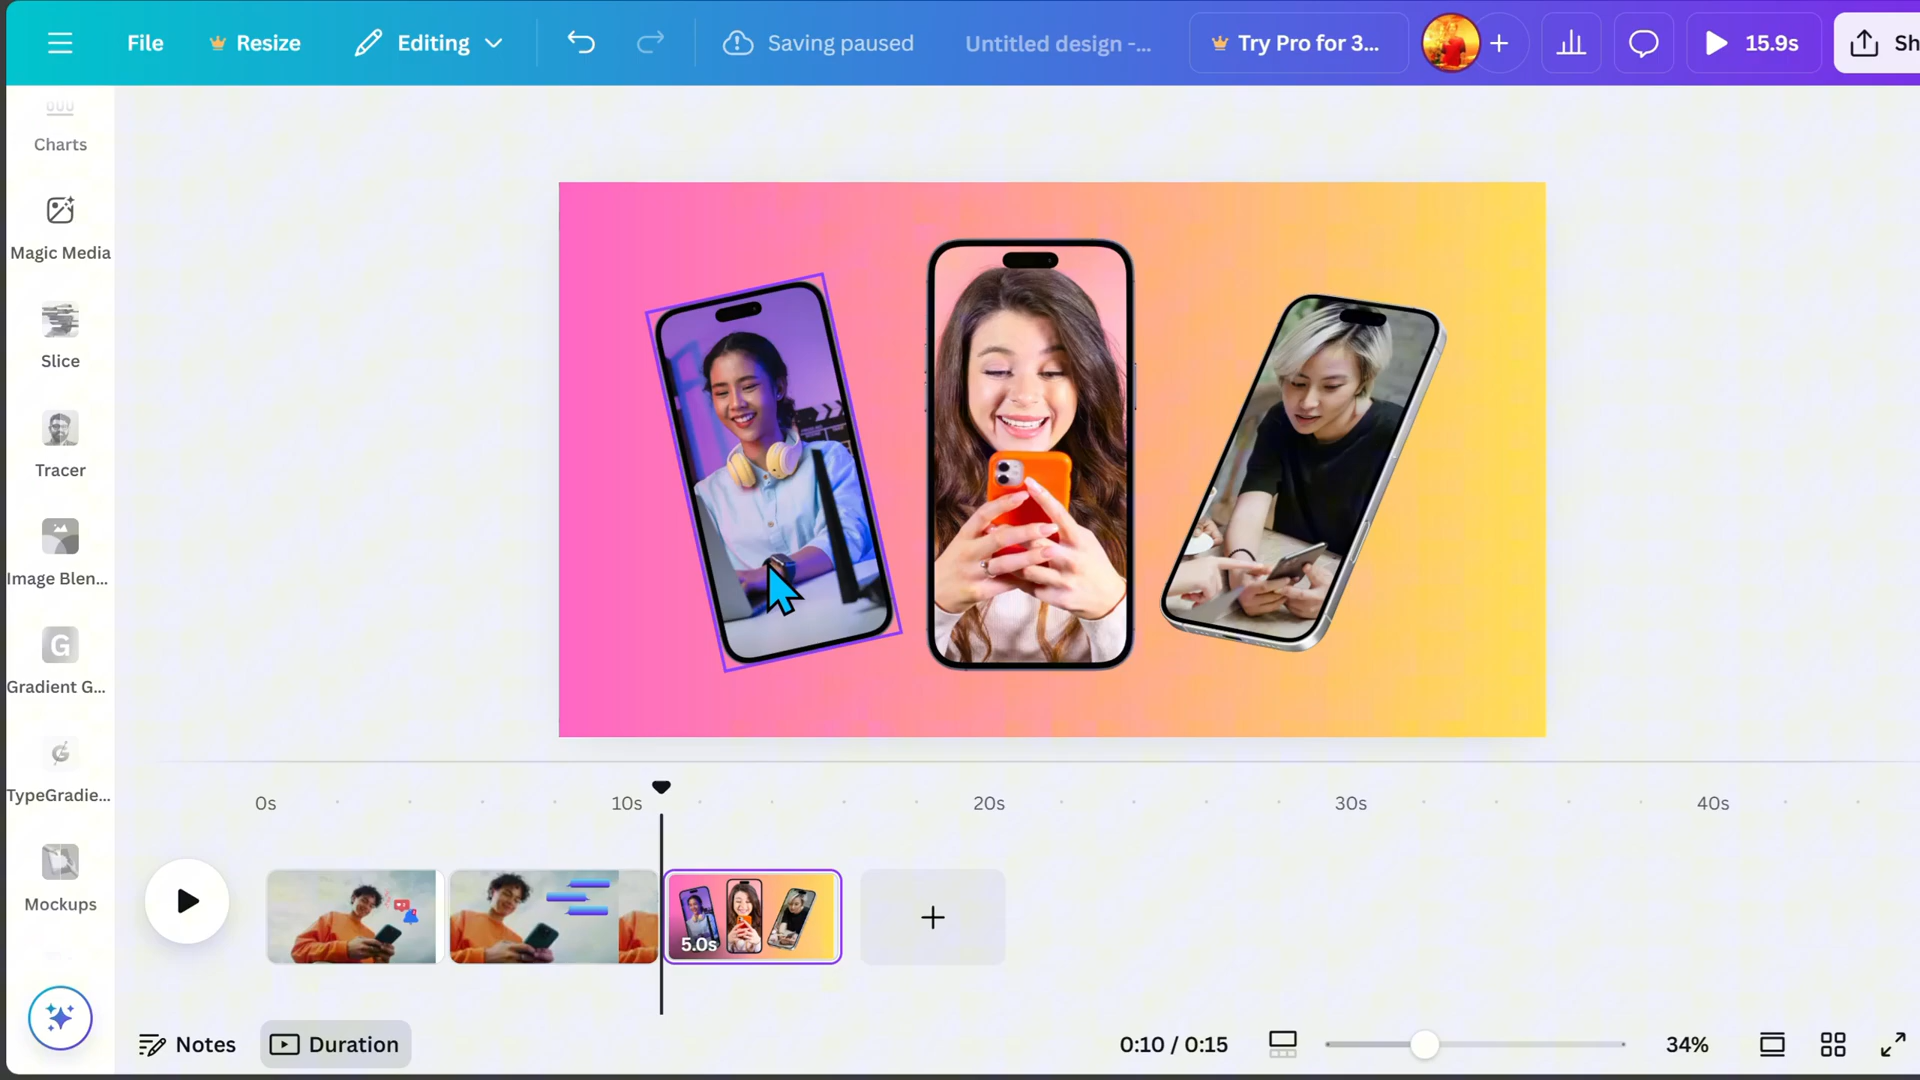 File
Resize
Editing
Saving paused
Untitled design -...
Try Pro for 3...
15.9s
Sh
Charts
Magic Media
Slice
Tracer
Image Blen...
G
Gradient G...
TypeGradie...
Mockups
0s
10s
20s
30s
40s
5.0s
Notes
Duration
0:10 / 0:15
34%